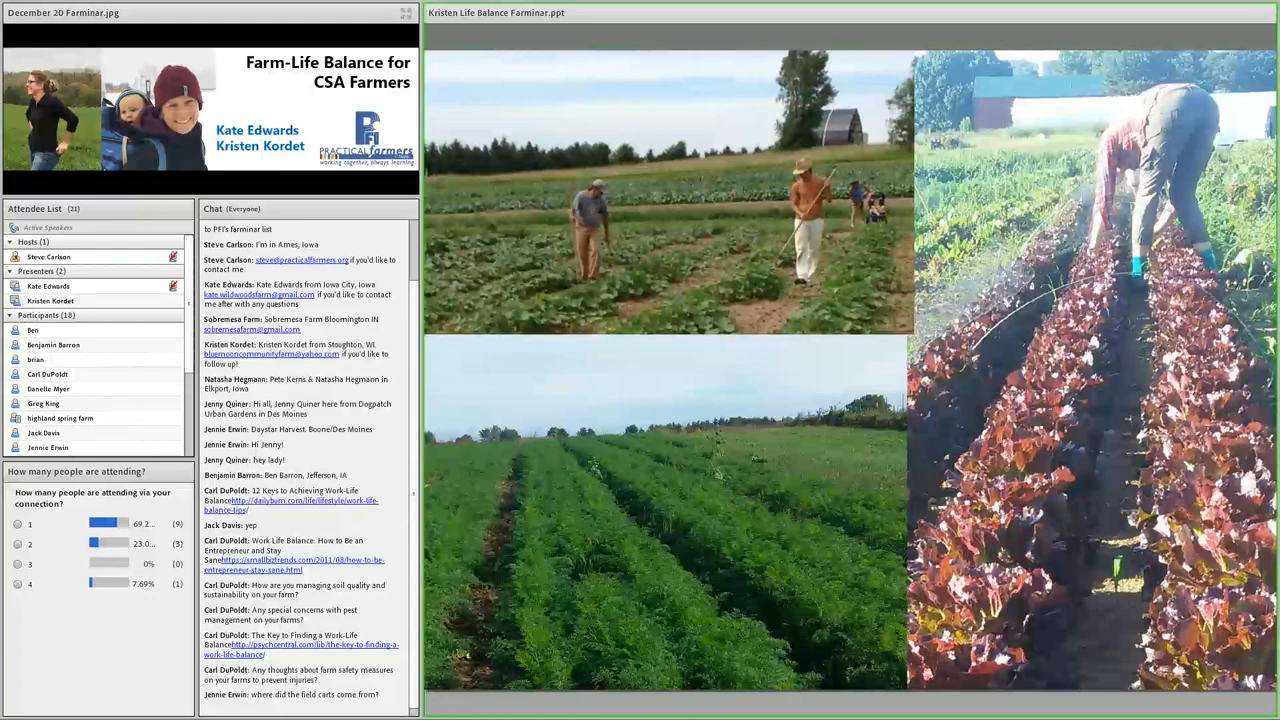 December 20 Farminar.jpg
Farm-Life Balance for
CSA Farmers
Kate Edwards
Kristen Kordet
PFI
PRACTICAL farmers
working together, always learning
Attendee List (21)
Active Speakers
Hosts (1)
Steve Carlson
Presenters (2)
Kate Edwards
Kristen Kordet
Participants (18)
Ben
Benjamin Barron
brian
Carl DuPoldt
Danelle Myer
Greg King
highland spring farm
Jack Davis
Jennie Erwin
How many people are attending?
How many people are attending via your
connection?
1 69.2... (9)
2 23.0... (3)
3 0% (0)
4 7.69% (1)
Chat (Everyone)
to PFI's farminar list
Steve Carlson: I'm in Ames, Iowa
Steve Carlson: steve@practicalfarmers.org if you'd like to
contact me
Kate Edwards: Kate Edwards from Iowa City, Iowa
kate.wildwoodsfarm@gmail.com if you'd like to contact
me after with any questions
Sobremesa Farm: Sobremesa Farm Bloomington IN
sobremesafarm@gmail.com
Kristen Kordet: Kristen Kordet from Stoughton, WI.
bluemooncommunityfarm@yahoo.com if you'd like to
follow up!
Natasha Hegmann: Pete Kerns & Natasha Hegmann in
Elkport, Iowa
Jenny Quiner: Hi all, Jenny Quiner here from Dogpatch
Urban Gardens in Des Moines
Jennie Erwin: Daystar Harvest. Boone/Des Moines
Jennie Erwin: Hi Jenny!
Jenny Quiner: hey lady!
Benjamin Barron: Ben Barron, Jefferson, IA
Carl DuPoldt: 12 Keys to Achieving Work-Life
Balancehttp://dailyburn.com/life/lifestyle/work-life-
balance-tips/
Jack Davis: yep
Carl DuPoldt: Work Life Balance: How to Be an
Entrepreneur and Stay
Sanehttps://smallbiztrends.com/2011/08/how-to-be-
entrepreneur-stay-sane.html
Carl DuPoldt: How are you managing soil quality and
sustainability on your farm?
Carl DuPoldt: Any special concerns with pest
management on your farms?
Carl DuPoldt: The Key to Finding a Work-Life
Balancehttp://psychcentral.com/lib/the-key-to-finding-a-
work-life-balance/
Carl DuPoldt: Any thoughts about farm safety measures
on your farms to prevent injuries?
Jennie Erwin: where did the field carts come from?
Kristen Life Balance Farminar.ppt